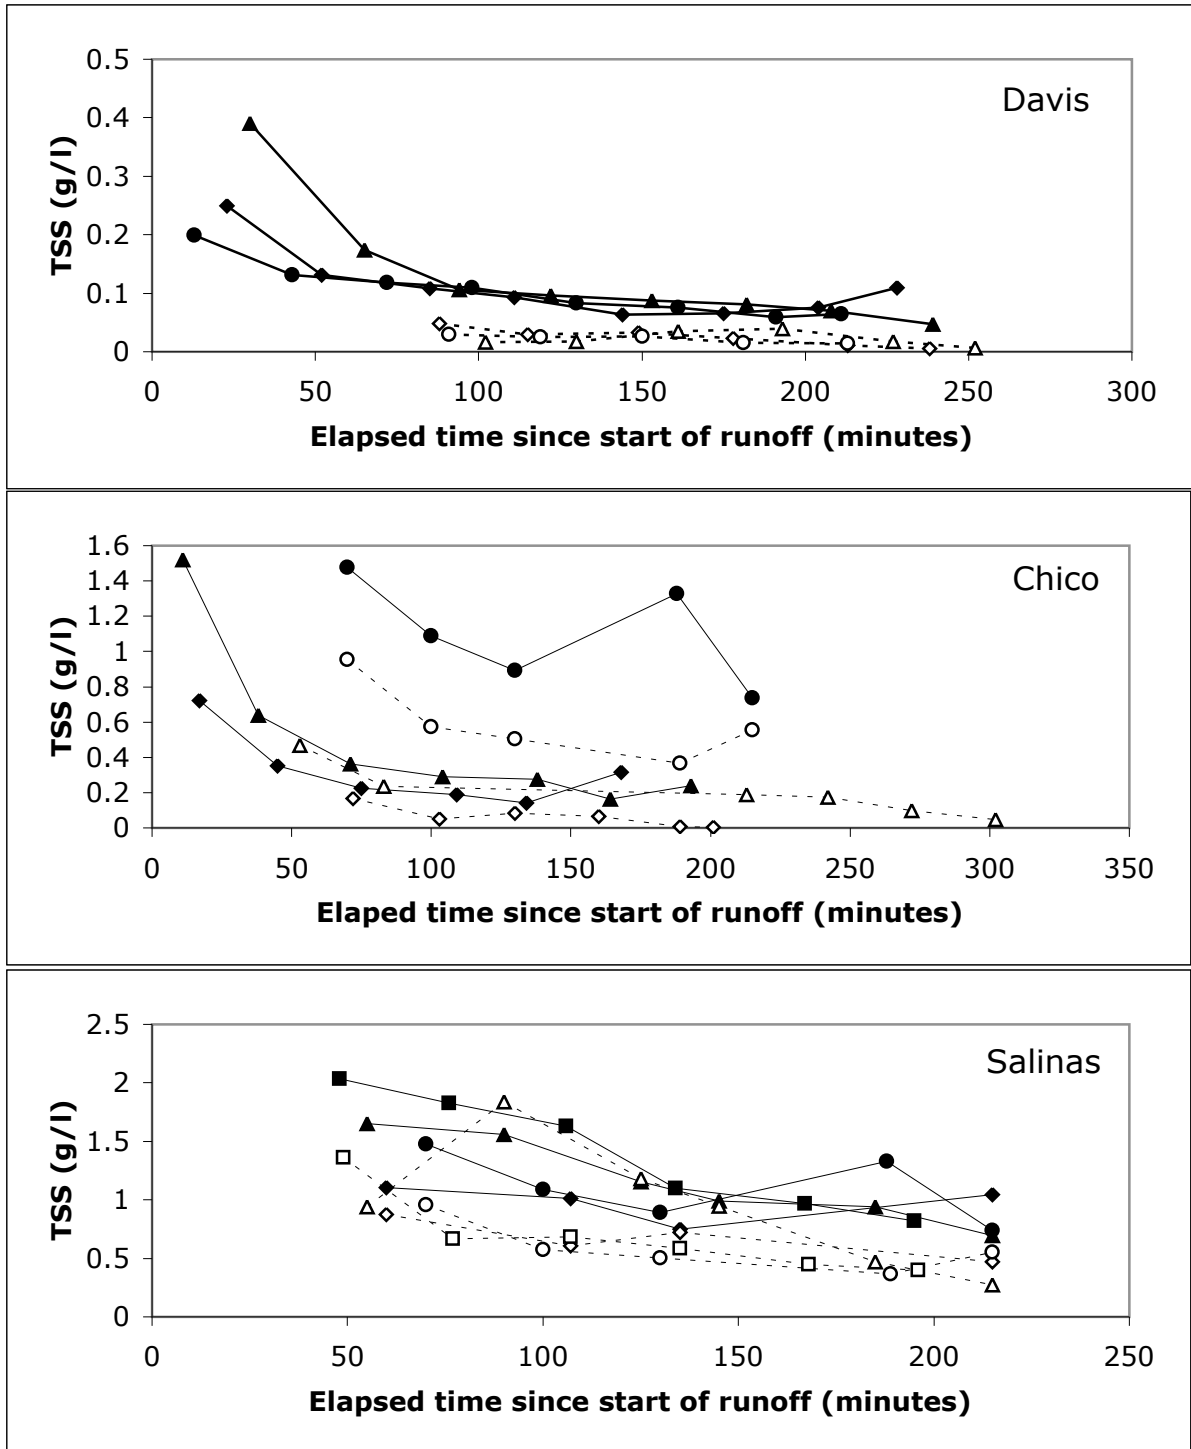 0.5
Davis
0.4
0.3
0.2
0.1
0
TSS (g/l)
0 50 100 150 200 250 300
Elapsed time since start of runoff (minutes)
1.6
Chico
1.4
1.2
1
0.8
0.6
0.4
0.2
0
TSS (g/l)
0 50 100 150 200 250 300 350
Elaped time since start of runoff (minutes)
2.5
Salinas
2
1.5
1
0.5
0
TSS (g/l)
0 50 100 150 200 250
Elapsed time since start of runoff (minutes)